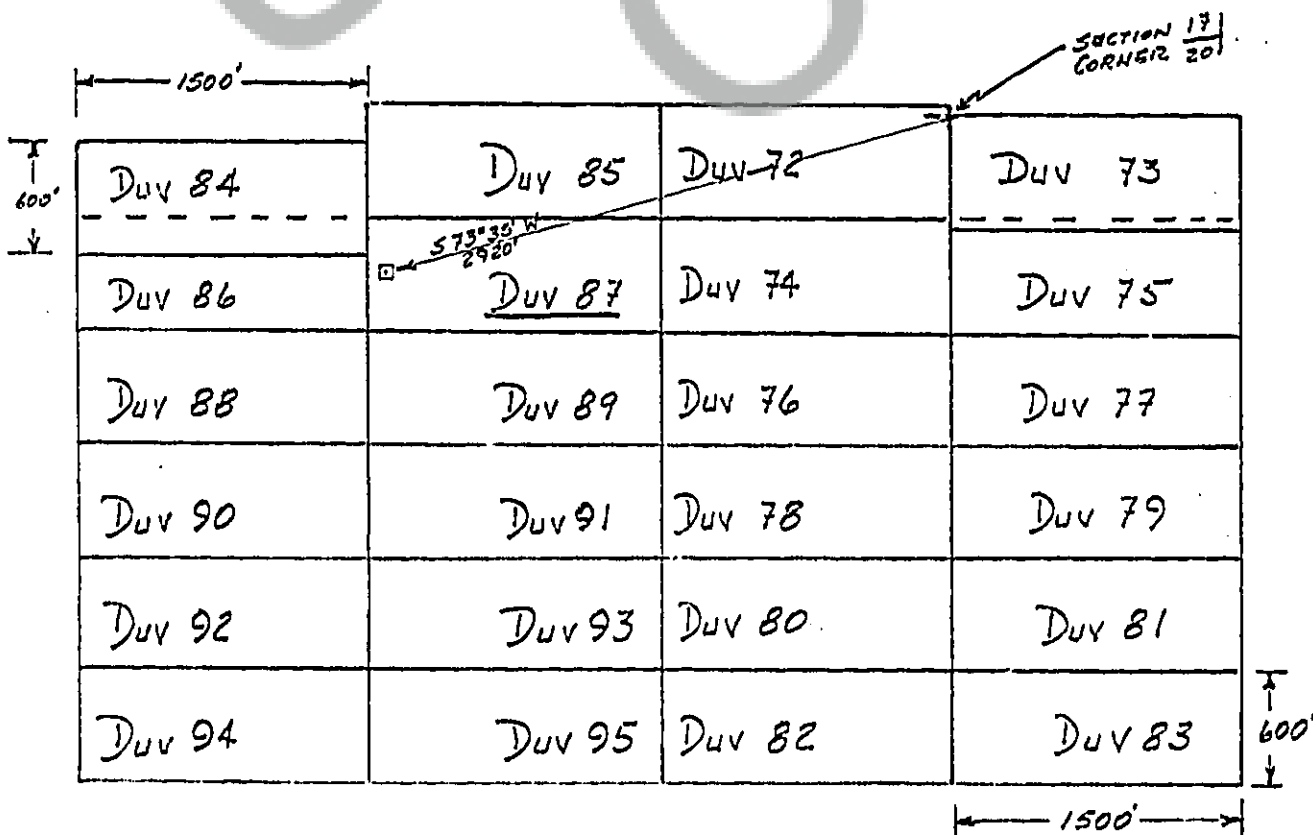 SECTION 17
CORNER 20
1500'
600'
Duv 84
Duv 85
Duv 72
Duv 73
S 73° 35' W
2920'
Duv 86
Duv 87
Duv 74
Duv 75
Duv 88
Duv 89
Duv 76
Duv 77
Duv 90
Duv 91
Duv 78
Duv 79
Duv 92
Duv 93
Duv 80
Duv 81
Duv 94
Duv 95
Duv 82
Duv 83
600'
1500'